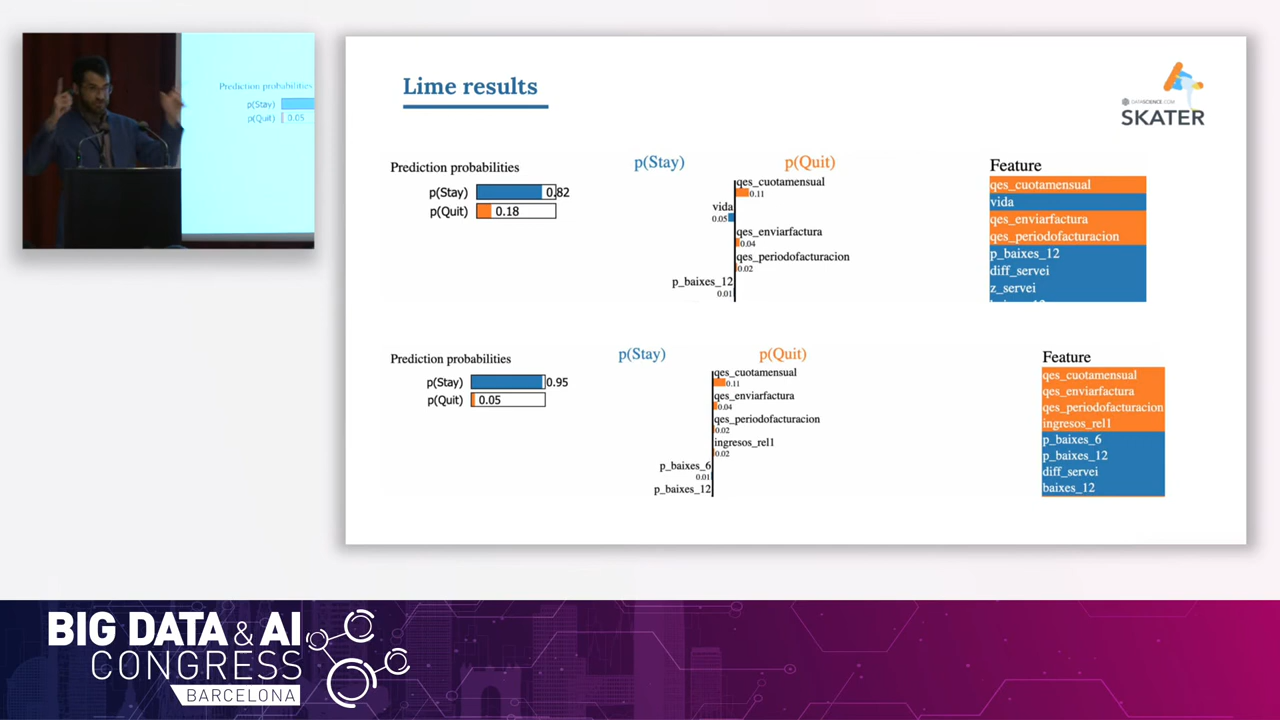 Prediction probabilities
p(Stay)
p(Quit) 0.05
Lime results
DATASCIENCE.COM
SKATER
Prediction probabilities
p(Stay) 0.82
p(Quit) 0.18
p(Stay) p(Quit)
qes_cuotamensual
0.11
vida
0.05
qes_enviarfactura
0.04
qes_periodofacturacion
0.02
p_baixes_12
0.01
Feature
qes_cuotamensual
vida
qes_enviarfactura
qes_periodofacturacion
p_baixes_12
diff_servei
z_servei
Prediction probabilities
p(Stay) 0.95
p(Quit) 0.05
p(Stay) p(Quit)
qes_cuotamensual
0.11
qes_enviarfactura
0.04
qes_periodofacturacion
0.02
ingresos_rel1
0.02
p_baixes_6
0.01
p_baixes_12
Feature
qes_cuotamensual
qes_enviarfactura
qes_periodofacturacion
ingresos_rel1
p_baixes_6
p_baixes_12
diff_servei
baixes_12
BIG DATA & AI
CONGRESS
BARCELONA